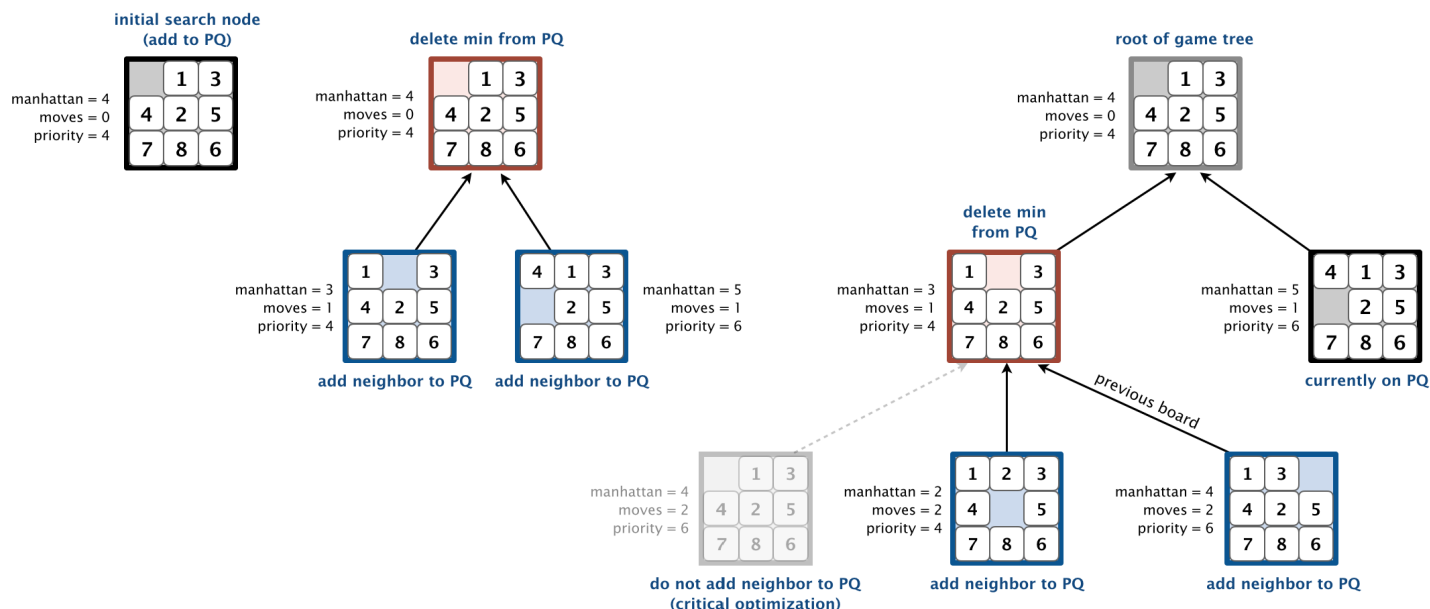 initial search node
(add to PQ)
1 3
4 2 5
7 8 6
manhattan = 4
moves = 0
priority = 4
delete min from PQ
1 3
4 2 5
7 8 6
manhattan = 4
moves = 0
priority = 4
1 3
4 2 5
7 8 6
manhattan = 3
moves = 1
priority = 4
add neighbor to PQ
4 1 3
2 5
7 8 6
manhattan = 5
moves = 1
priority = 6
add neighbor to PQ
root of game tree
1 3
4 2 5
7 8 6
manhattan = 4
moves = 0
priority = 4
delete min
from PQ
1 3
4 2 5
7 8 6
manhattan = 3
moves = 1
priority = 4
4 1 3
2 5
7 8 6
manhattan = 5
moves = 1
priority = 6
currently on PQ
previous board
1 3
4 2 5
7 8 6
manhattan = 4
moves = 2
priority = 6
do not add neighbor to PQ
(critical optimization)
1 2 3
4 5
7 8 6
manhattan = 2
moves = 2
priority = 4
add neighbor to PQ
1 3
4 2 5
7 8 6
manhattan = 4
moves = 2
priority = 6
add neighbor to PQ